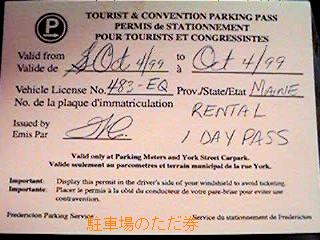 P
TOURIST & CONVENTION PARKING PASS
PERMIS de STATIONNEMENT
POUR TOURISTS et CONGRESSISTES
Valid from Oct 4/99 to Oct 4/99
Valide de à
Vehicle License No. 483-EQ Prov./State/Etat MAINE
No. de la plaque d'immatriculation RENTAL
Issued by
Emis Par 1 DAY PASS
Valid only at Parking Meters and York Street Carpark.
Valide seulement au parcometres et terrain municipal de la rue York.
Important: Display this permit in the driver's side of your windshield to avoid ticketing.
Important: Placer le permis à la côté du conducteur de votre pare-brise pour éviter une
contravention.
Fredericton Parking Service Service du stationnement de Fredericton
駐車場のただ券